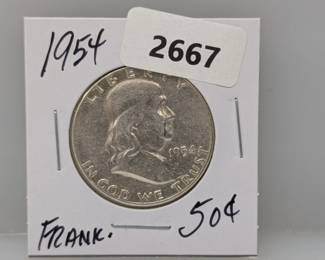 1954
2667
LIBERTY
1954
IN GOD WE TRUST
FRANK. 50¢